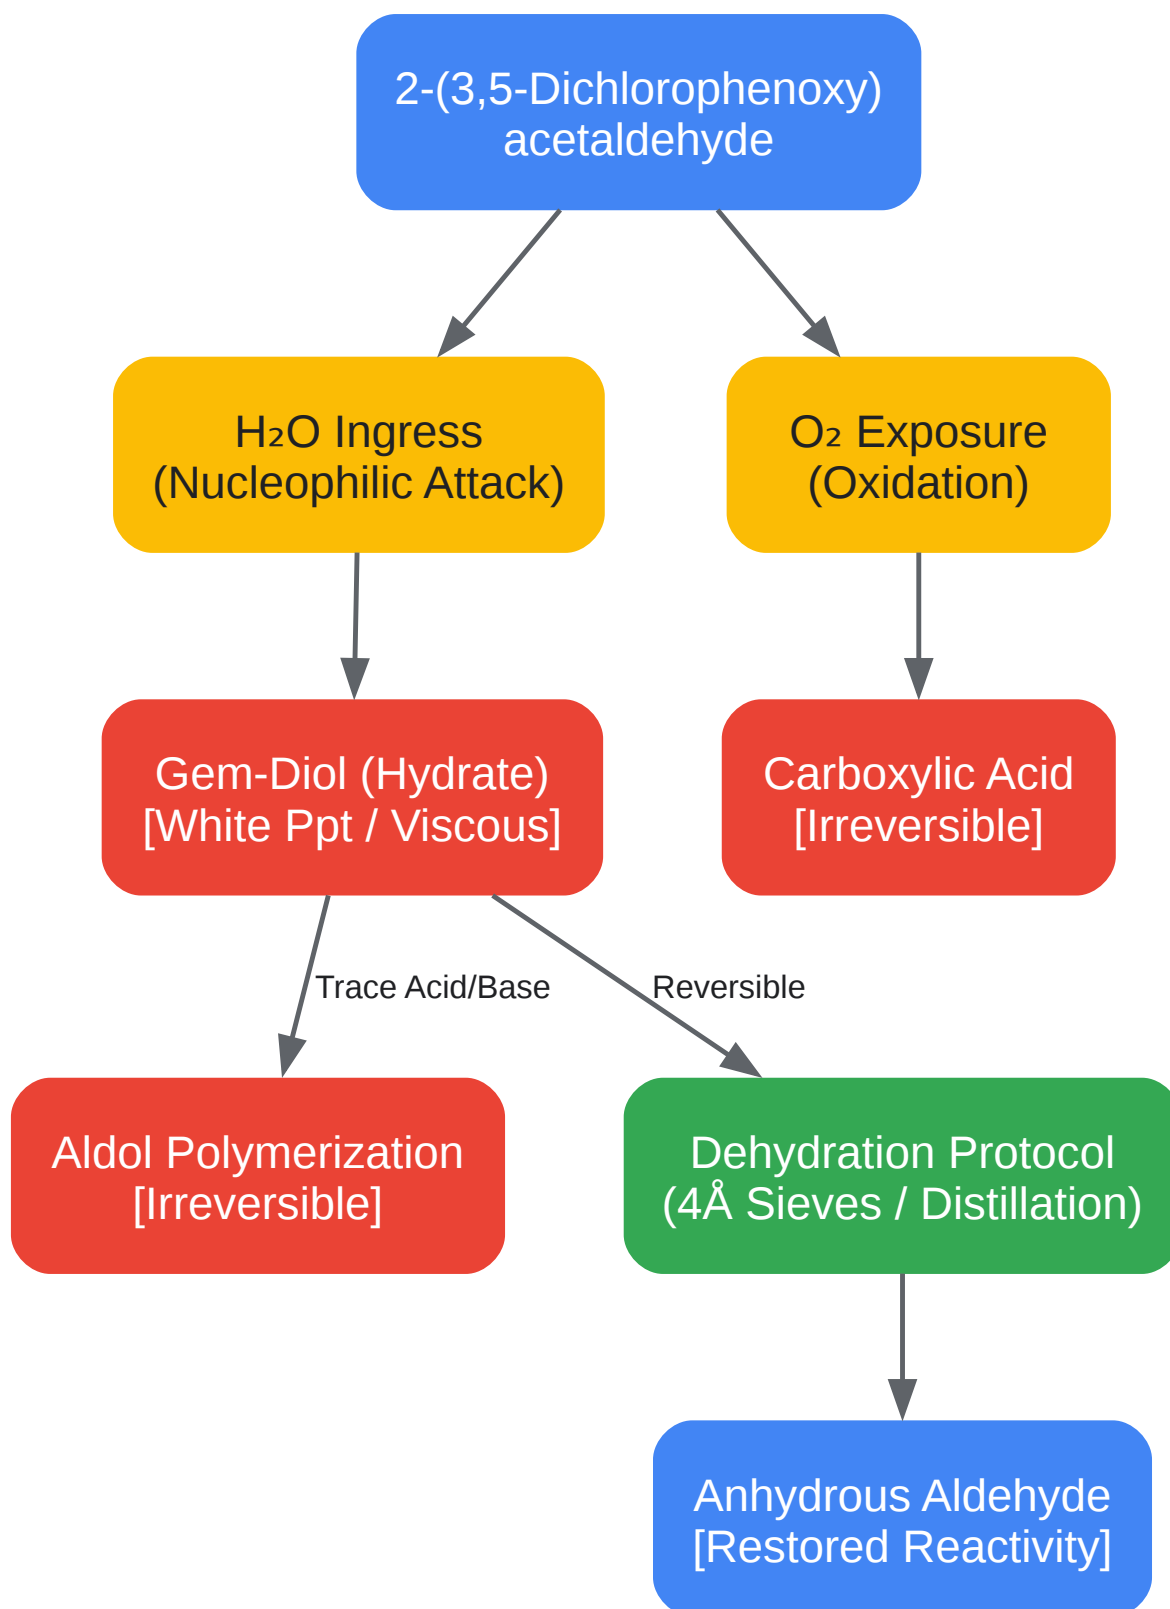 2-(3,5-Dichlorophenoxy)
acetaldehyde
H₂O Ingress
(Nucleophilic Attack)
O₂ Exposure
(Oxidation)
Gem-Diol (Hydrate)
[White Ppt / Viscous]
Carboxylic Acid
[Irreversible]
Trace Acid/Base
Reversible
Aldol Polymerization
[Irreversible]
Dehydration Protocol
(4Å Sieves / Distillation)
Anhydrous Aldehyde
[Restored Reactivity]